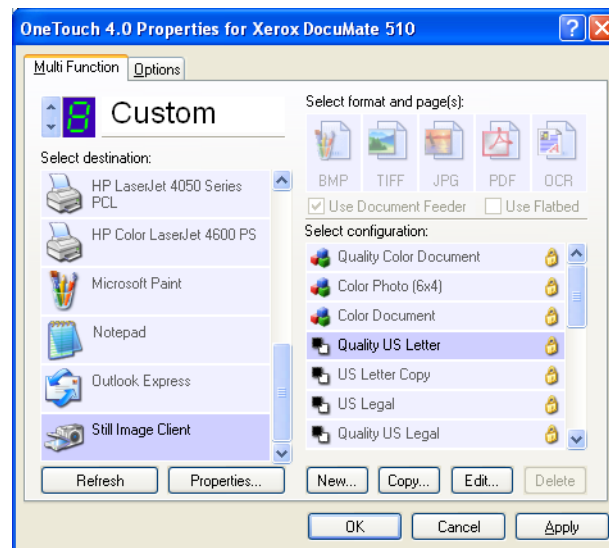 OneTouch 4.0 Properties for Xerox DocuMate 510
Multi Function
Options
8
Custom
Select destination:
HP LaserJet 4050 Series
PCL
HP Color LaserJet 4600 PS
Microsoft Paint
Notepad
Outlook Express
Still Image Client
Refresh
Properties...
Select format and page(s):
BMP TIFF JPG PDF OCR
Use Document Feeder
Use Flatbed
Select configuration:
Quality Color Document
Color Photo (6x4)
Color Document
Quality US Letter
US Letter Copy
US Legal
Quality US Legal
New... Copy... Edit... Delete
OK Cancel Apply